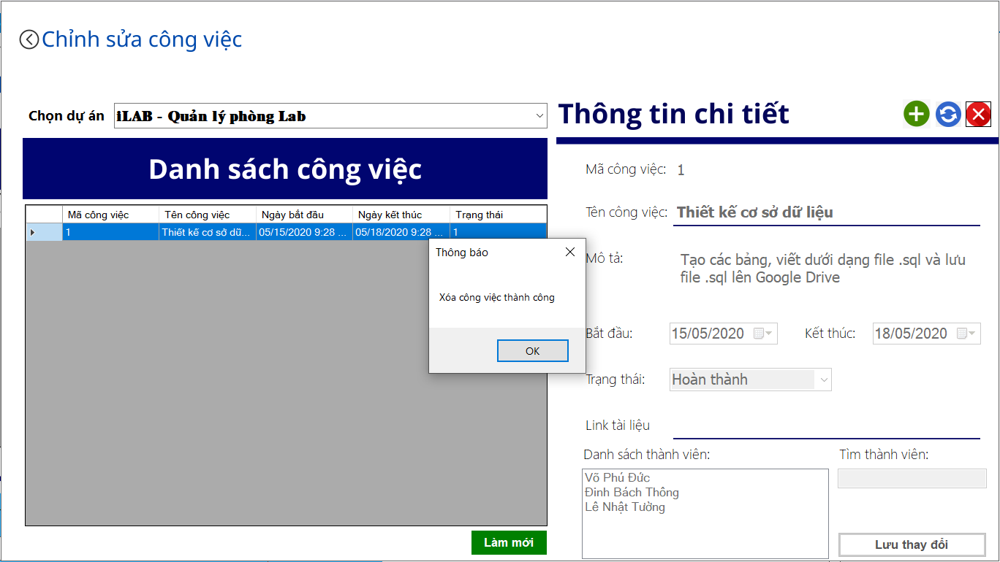 Chỉnh sửa công việc
Chọn dự án
iLAB - Quản lý phòng Lab
Thông tin chi tiết
Danh sách công việc
Mã công việc Tên công việc Ngày bắt đầu Ngày kết thúc Trạng thái
1 Thiết kế cơ sở dữ... 05/15/2020 9:28 ... 05/18/2020 9:28 ... 1
Thông báo
Xóa công việc thành công
OK
Làm mới
Mã công việc: 1
Tên công việc: Thiết kế cơ sở dữ liệu
Mô tả: Tạo các bảng, viết dưới dạng file .sql và lưu
file .sql lên Google Drive
Bắt đầu: 15/05/2020 Kết thúc: 18/05/2020
Trạng thái: Hoàn thành
Link tài liệu
Danh sách thành viên: Tìm thành viên:
Võ Phú Đức
Đinh Bách Thông
Lê Nhật Tường
Lưu thay đổi